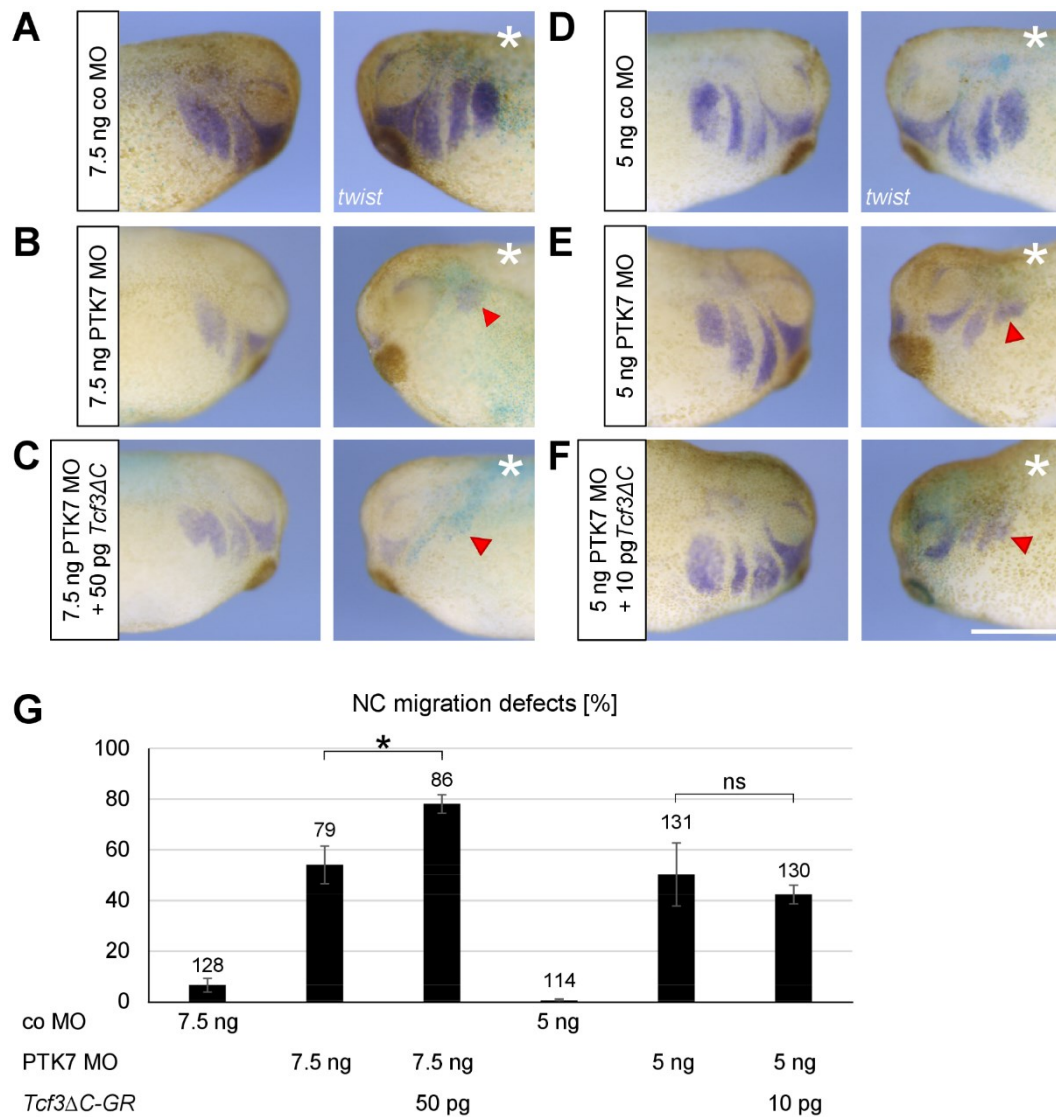 A
7.5 ng co MO
*
twist
D
5 ng co MO
*
twist
B
7.5 ng PTK7 MO
*
E
5 ng PTK7 MO
*
C
7.5 ng PTK7 MO
+ 50 pg Tcf3ΔC
*
F
5 ng PTK7 MO
+ 10 pgTcf3ΔC
*
G
NC migration defects [%]
100
80
60
40
20
0
*
ns
128
79
86
114
131
130
co MO 7.5 ng 5 ng
PTK7 MO 7.5 ng 7.5 ng 5 ng 5 ng
Tcf3ΔC-GR 50 pg 10 pg